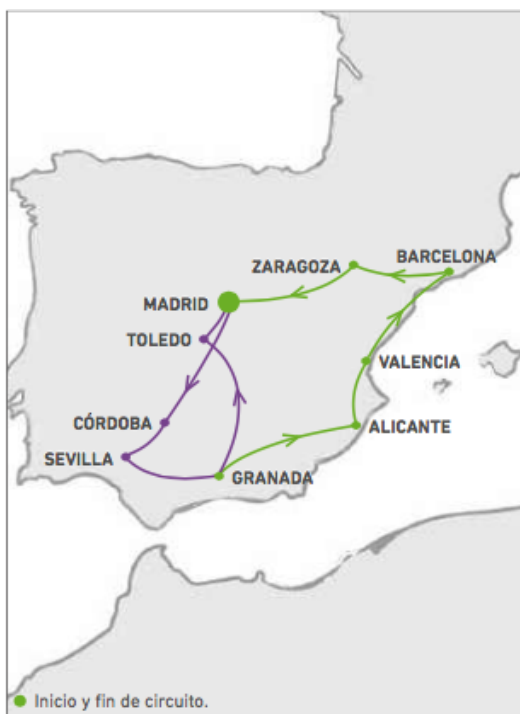 ZARAGOZA
BARCELONA
MADRID
TOLEDO
VALENCIA
CÓRDOBA
ALICANTE
SEVILLA
GRANADA
Inicio y fin de circuito.